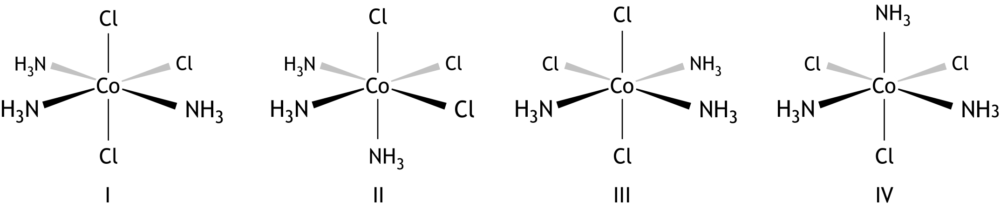 Cl
H₃N Cl
Co
H₃N NH₃
Cl
I
Cl
H₃N Cl
Co
H₃N Cl
NH₃
II
Cl
Cl NH₃
Co
H₃N NH₃
Cl
III
NH₃
Cl Cl
Co
H₃N NH3
Cl
IV